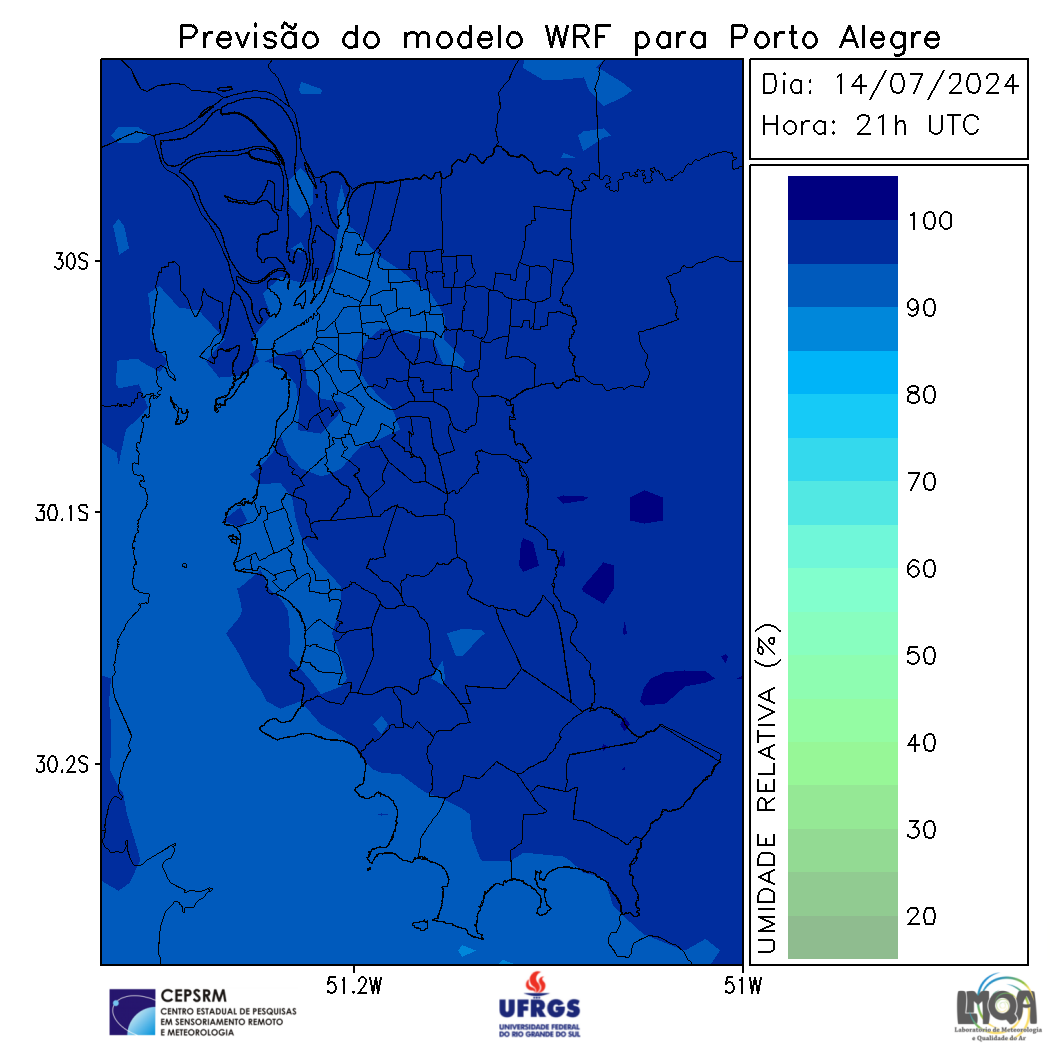 Previsão do modelo WRF para Porto Alegre
Dia: 14/07/2024
Hora: 21h UTC
30S
30.1S
30.2S
51.2W
51W
100
90
80
70
60
50
40
30
20
UMIDADE RELATIVA (%)
CEPSRM
CENTRO ESTADUAL DE PESQUISAS
EM SENSORIAMENTO REMOTO
E METEOROLOGIA
UFRGS
UNIVERSIDADE FEDERAL
DO RIO GRANDE DO SUL
LMQA
Laboratório de Meteorologia
e Qualidade do Ar